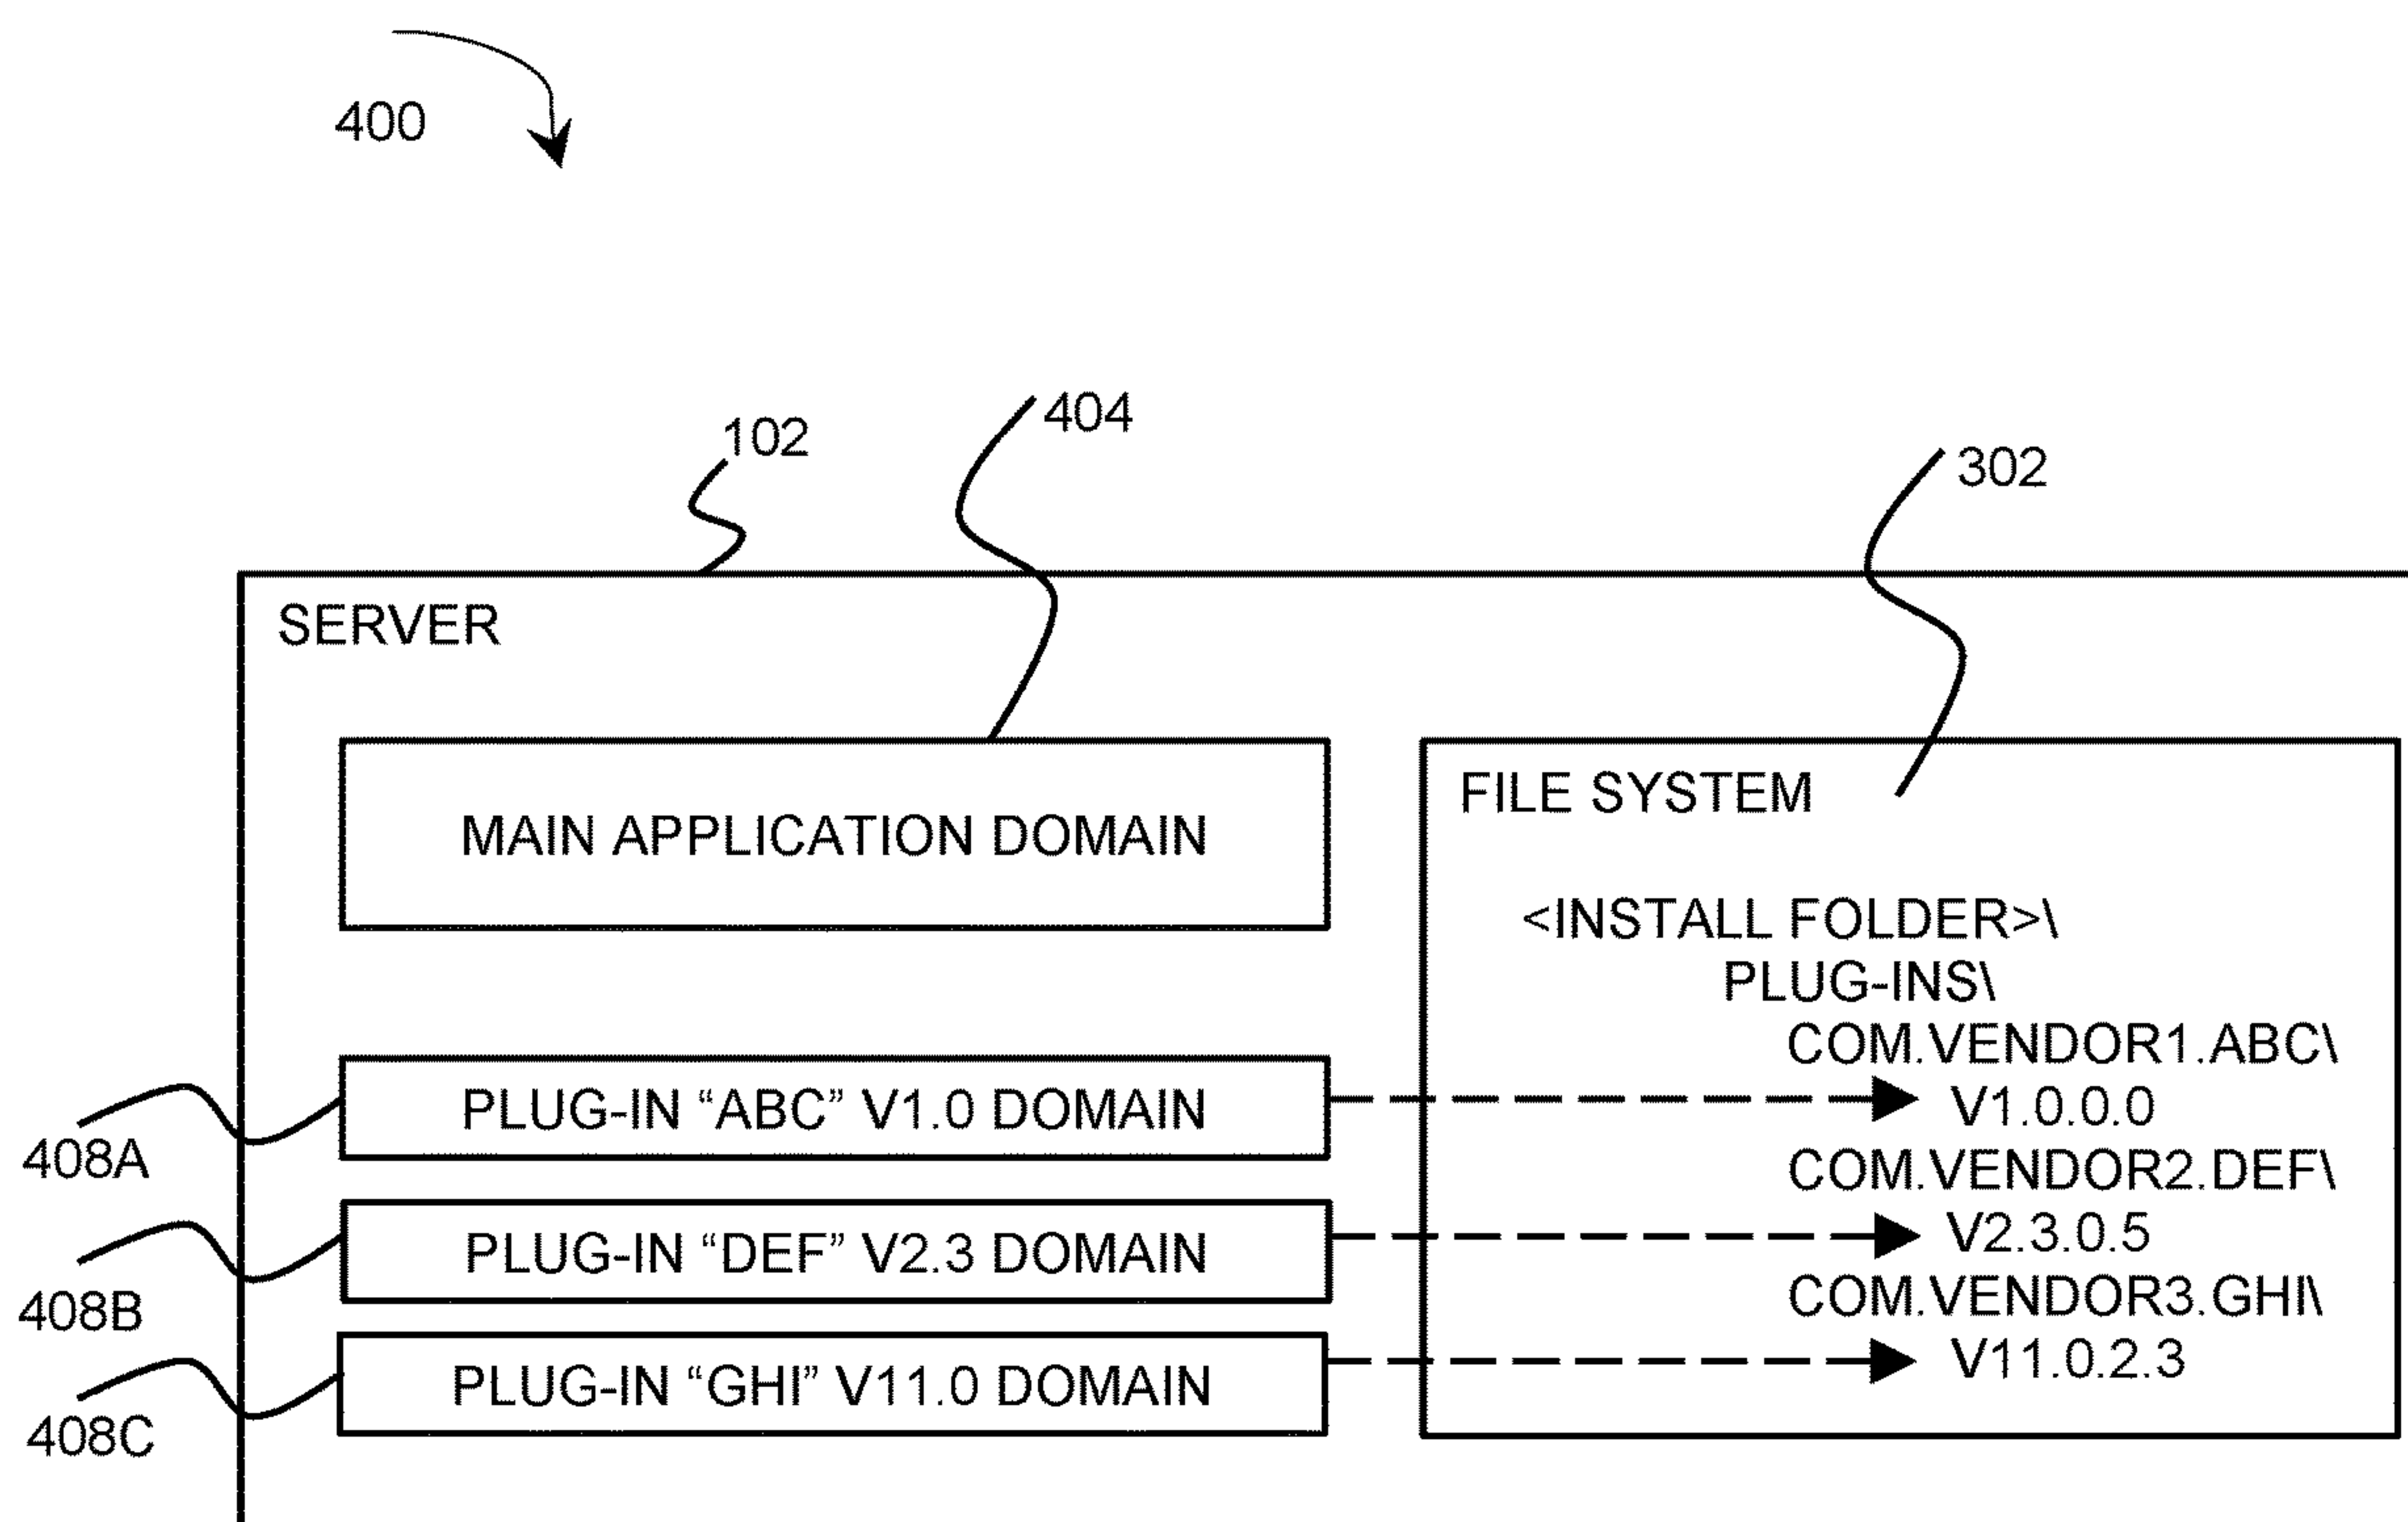 400
102
404
302
SERVER
MAIN APPLICATION DOMAIN
PLUG-IN “ABC” V1.0 DOMAIN
PLUG-IN “DEF” V2.3 DOMAIN
PLUG-IN “GHI” V11.0 DOMAIN
408A
408B
408C
FILE SYSTEM
<INSTALL FOLDER>\
PLUG-INS\
COM.VENDOR1.ABC\
V1.0.0.0
COM.VENDOR2.DEF\
V2.3.0.5
COM.VENDOR3.GHI\
V11.0.2.3